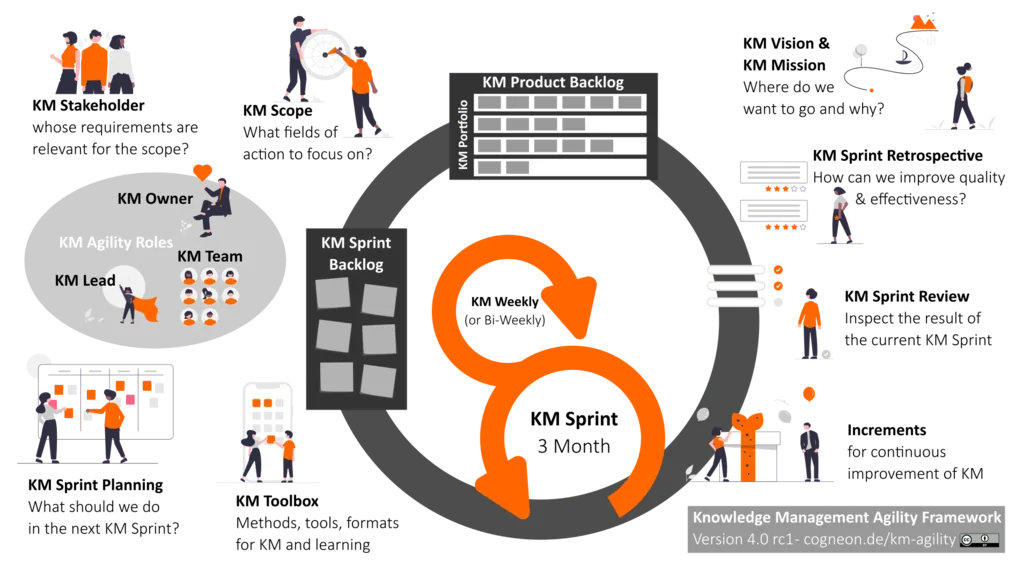 KM Stakeholder
whose requirements are
relevant for the scope?
KM Scope
What fields of
action to focus on?
KM Product Backlog
KM Portfolio
KM Vision &
KM Mission
Where do we
want to go and why?
KM Sprint Retrospective
How can we improve quality
& effectiveness?
KM Owner
KM Agility Roles
KM Team
KM Lead
KM Sprint
Backlog
KM Weekly
(or Bi-Weekly)
KM Sprint
3 Month
KM Sprint Review
Inspect the result of
the current KM Sprint
Increments
for continuous
improvement of KM
KM Sprint Planning
What should we do
in the next KM Sprint?
KM Toolbox
Methods, tools, formats
for KM and learning
Knowledge Management Agility Framework
Version 4.0 rc1- cogneon.de/km-agility